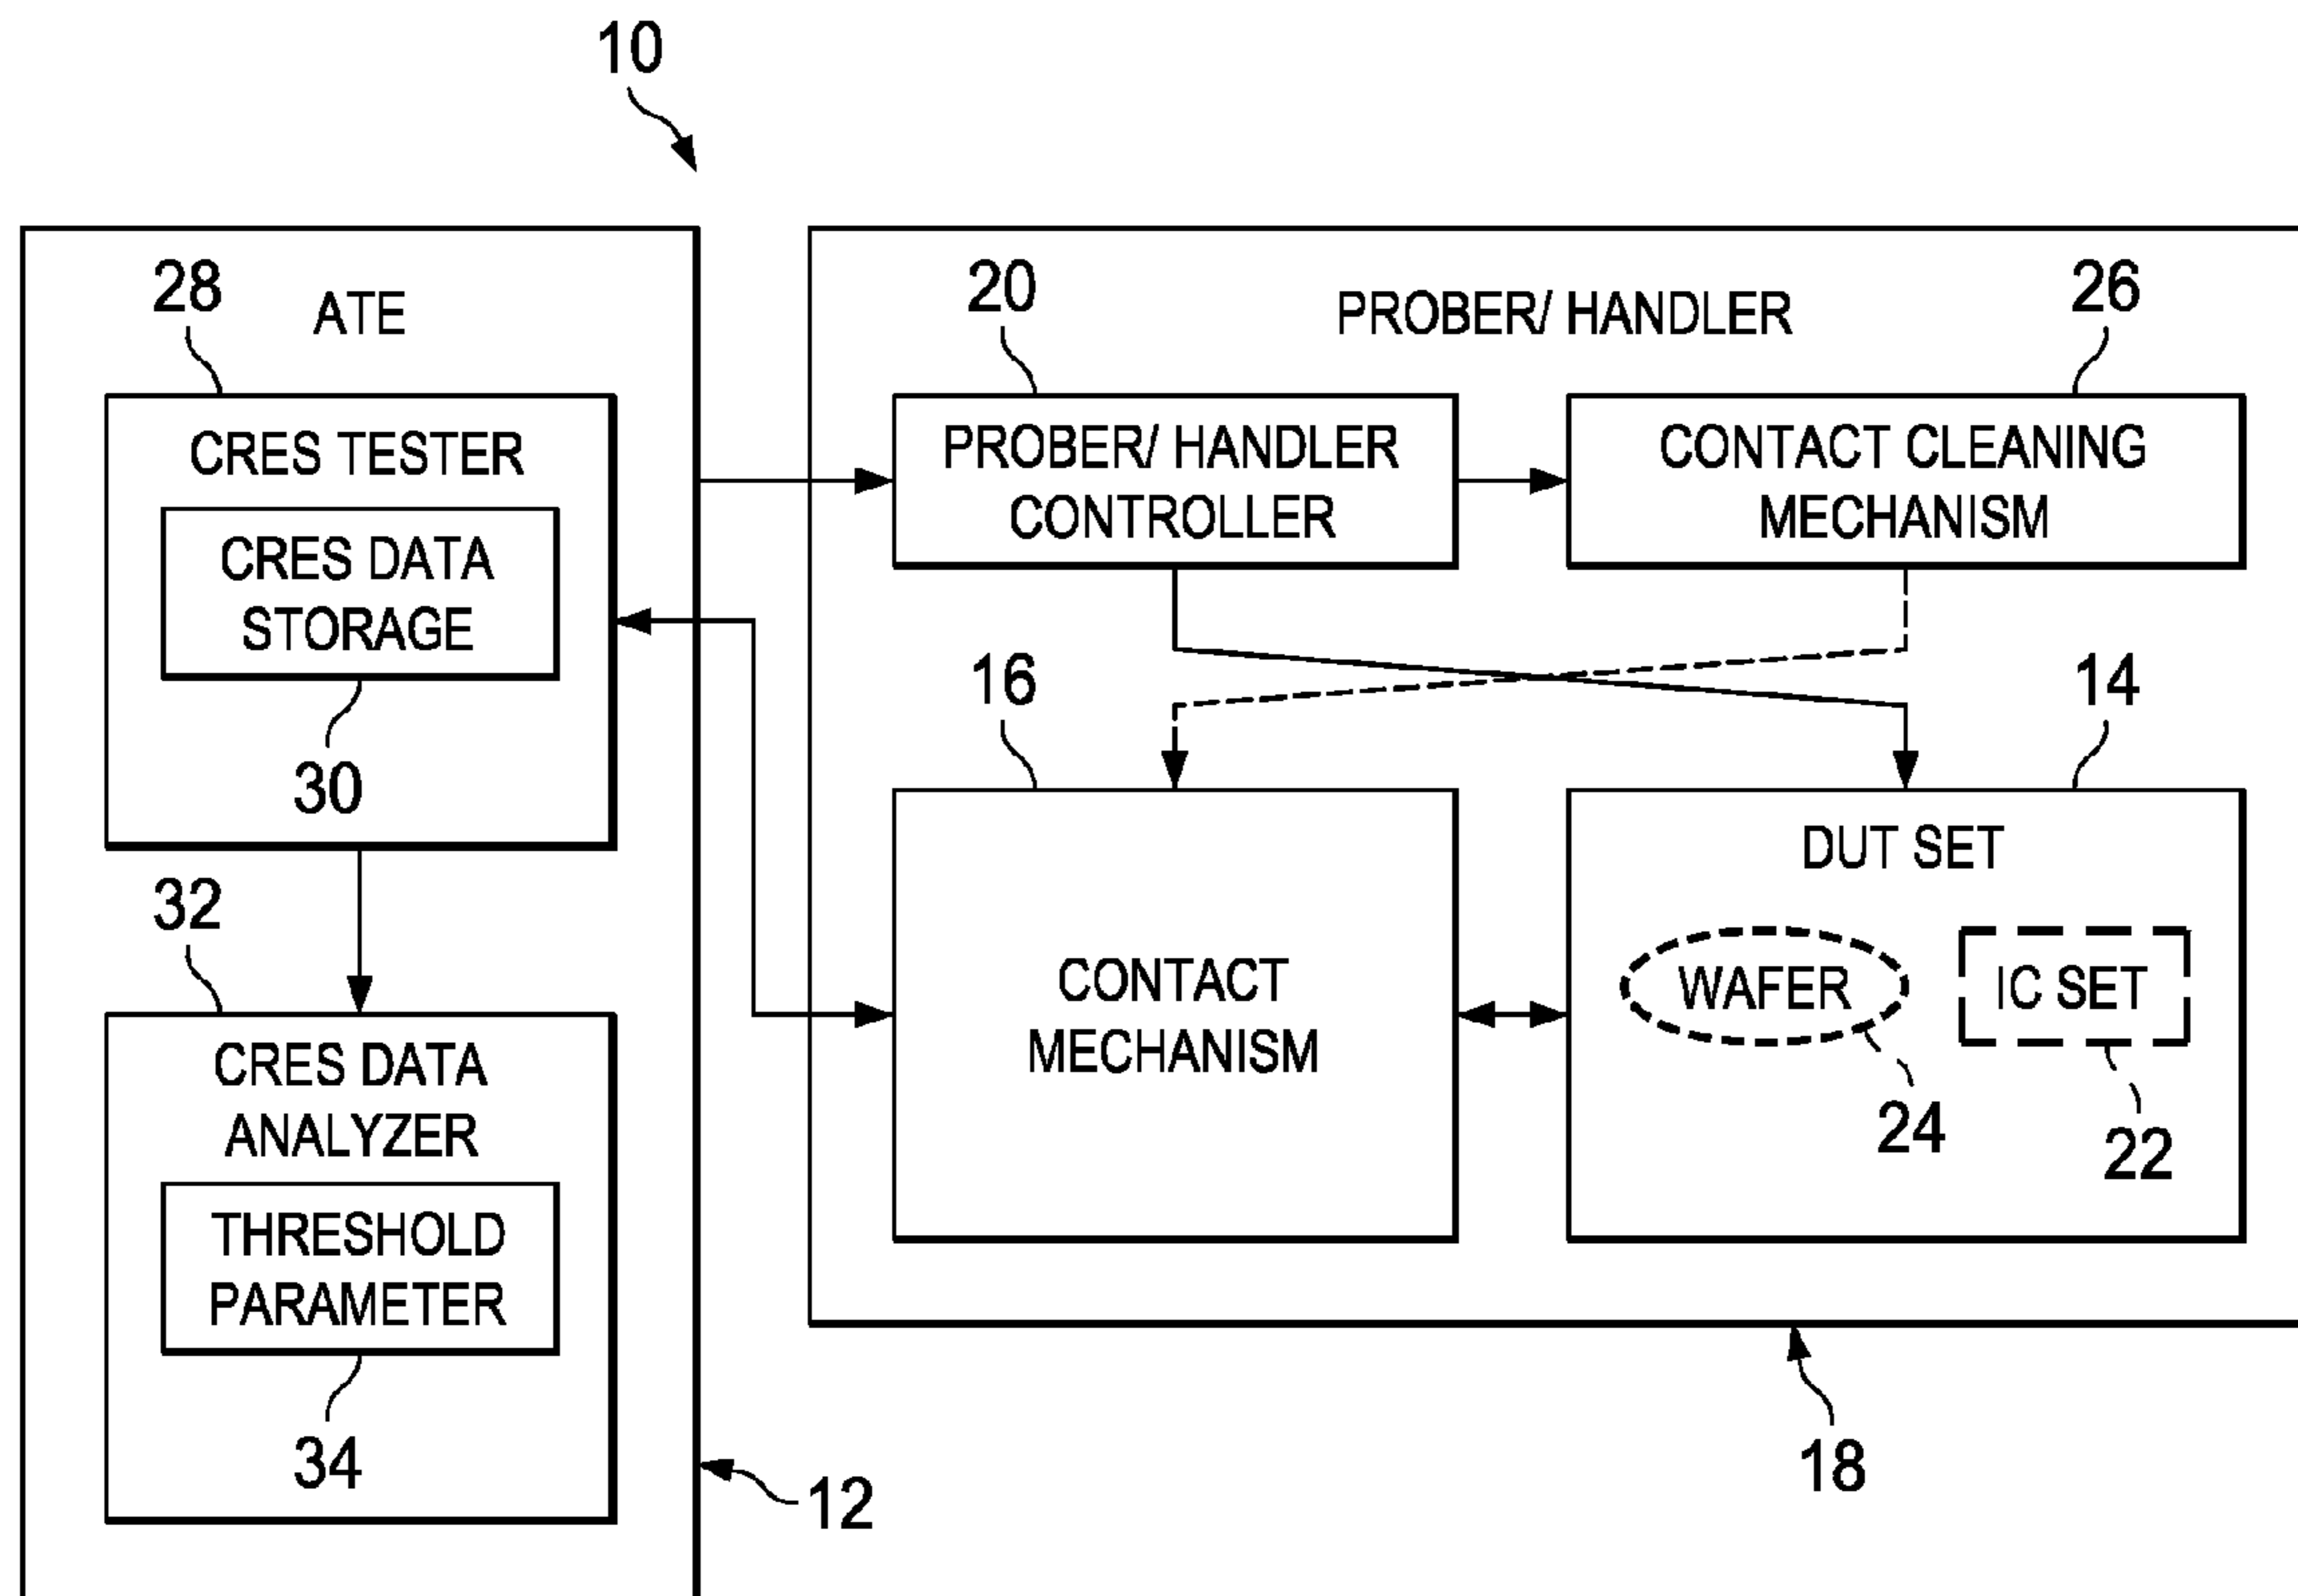 10
28
ATE
CRES TESTER
CRES DATA
STORAGE
30
32
CRES DATA
ANALYZER
THRESHOLD
PARAMETER
34
12
20
PROBER/ HANDLER
26
PROBER/ HANDLER
CONTROLLER
CONTACT CLEANING
MECHANISM
16
14
CONTACT
MECHANISM
DUT SET
WAFER
IC SET
24
22
18